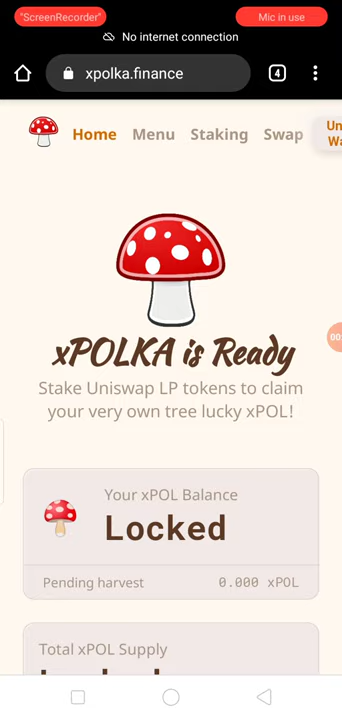 "ScreenRecorder"
Mic in use
No internet connection
xpolka.finance
4
Home Menu Staking Swap
xPOLKA is Ready
Stake Uniswap LP tokens to claim
your very own tree lucky xPOL!
Your xPOL Balance
Locked
Pending harvest
0.000 xPOL
Total xPOL Supply